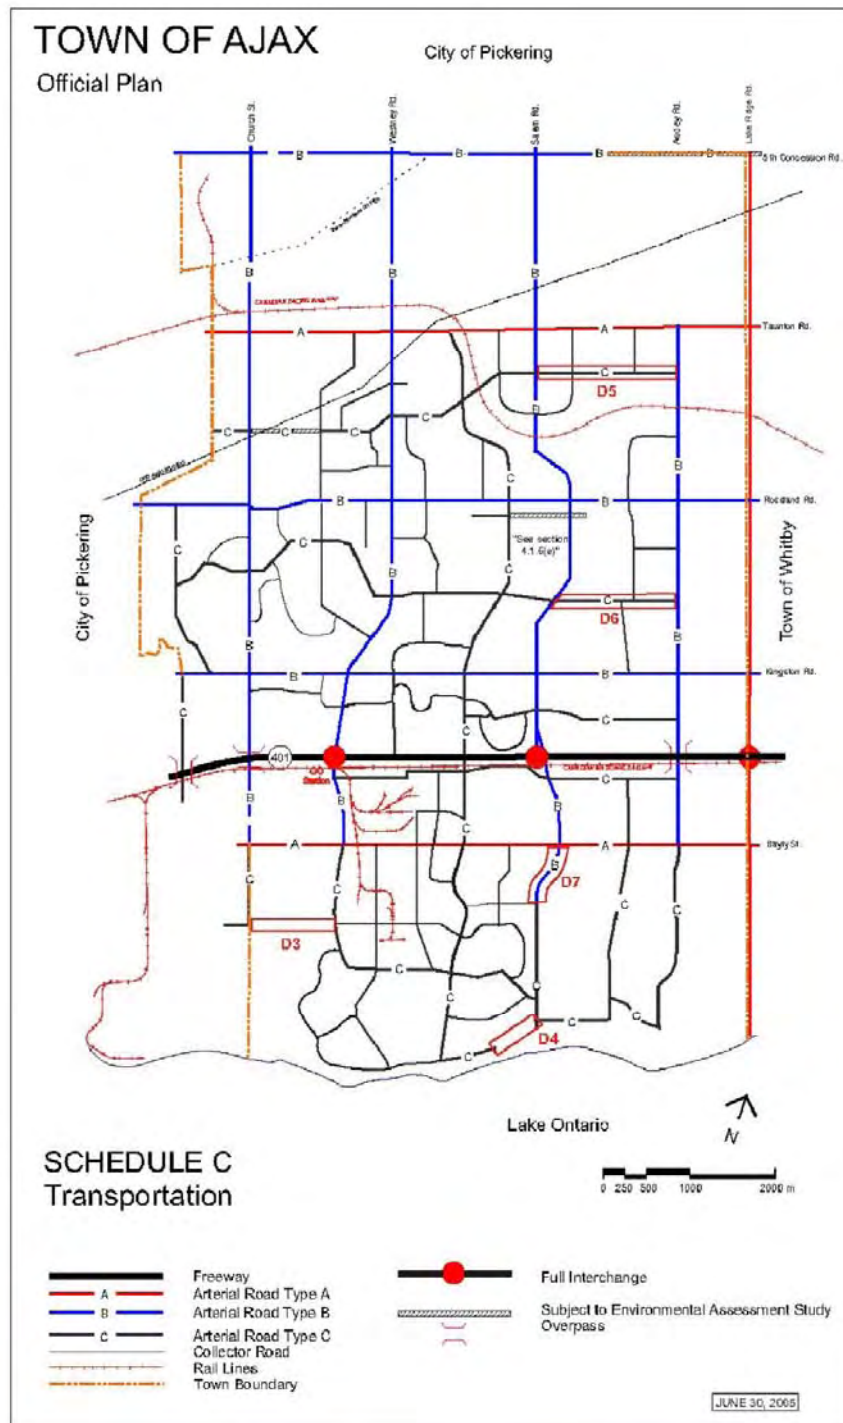 TOWN OF AJAX
Official Plan
City of Pickering
Church St.
Westney Rd.
Salem Rd.
Audley Rd.
Lake Ridge Rd.
B
B
B
B
5th Concession Rd.
B
B
B
CANADIAN PACIFIC RAILWAY
A
A
Taunton Rd.
C
D5
B
C
C
C
C
C
B
C
B
B
Rossland Rd.
City of Pickering
C
C
"See section
4.1.6(e)"
B
C
C
D6
Town of Whitby
B
B
B
B
Kingston Rd.
C
C
401
GO
Station
C
B
B
B
C
A
A
Bayly St.
B
D7
C
C
C
C
C
D3
C
C
C
C
C
D4
Lake Ontario
N
SCHEDULE C
Transportation
0 250 500 1000 2000 m
Freeway
A Arterial Road Type A
B Arterial Road Type B
C Arterial Road Type C
Collector Road
Rail Lines
Town Boundary
Full Interchange
Subject to Environmental Assessment Study
Overpass
JUNE 30, 2005